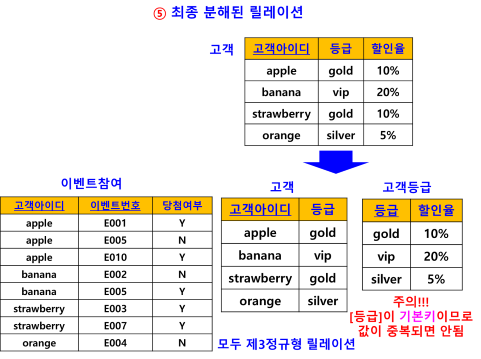 ⑤ 최종 분해된 릴레이션
고객
고객아이디 등급 할인율
apple gold 10%
banana vip 20%
strawberry gold 10%
orange silver 5%
이벤트참여
고객아이디 이벤트번호 당첨여부
apple E001 Y
apple E005 N
apple E010 Y
banana E002 N
banana E005 Y
strawberry E003 Y
strawberry E007 Y
orange E004 N
고객
고객아이디 등급
apple gold
banana vip
strawberry gold
orange silver
고객등급
등급 할인율
gold 10%
vip 20%
silver 5%
주의!!!
[등급]이 기본키이므로
값이 중복되면 안됨
모두 제3정규형 릴레이션